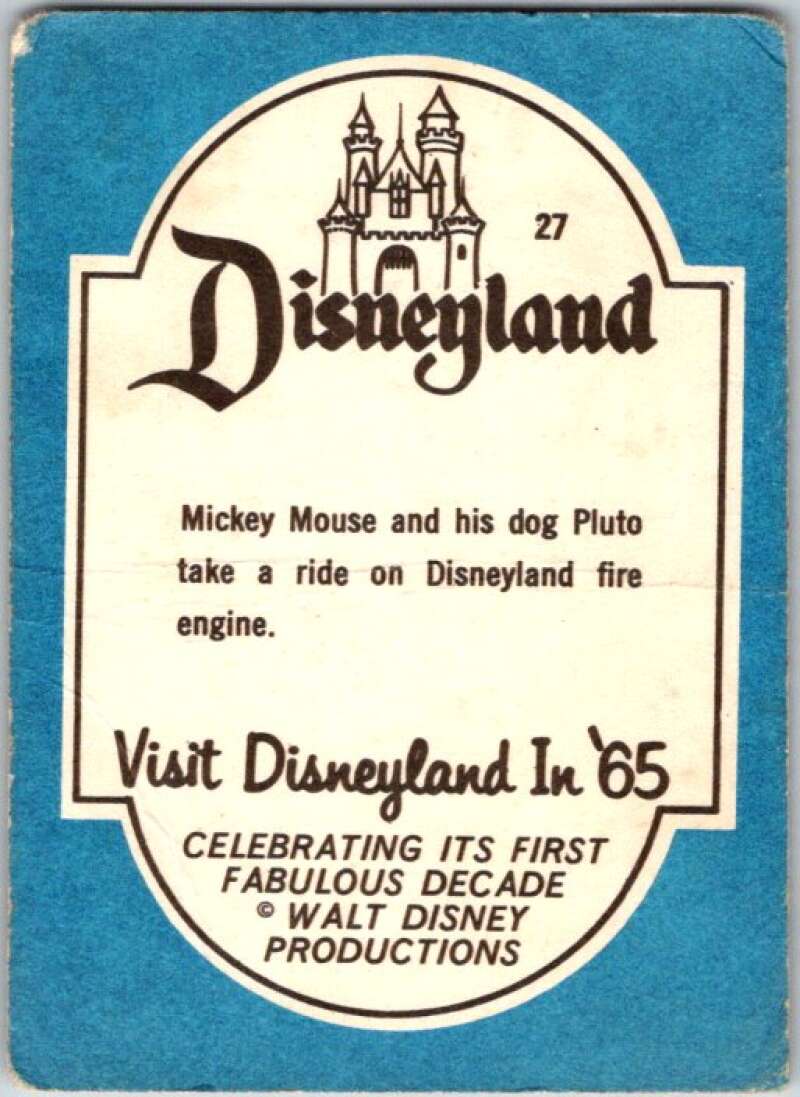 27
Disneyland
Mickey Mouse and his dog Pluto
take a ride on Disneyland fire
engine.
Visit Disneyland In '65
CELEBRATING ITS FIRST
FABULOUS DECADE
© WALT DISNEY
PRODUCTIONS